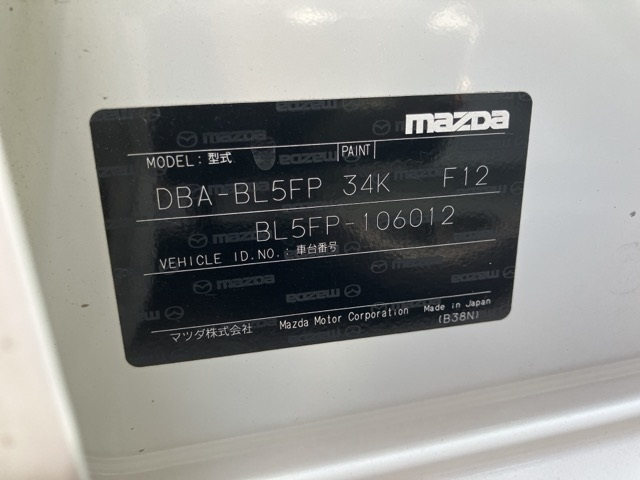 mazda
MODEL: 型式 PAINT
DBA-BL5FP 34K F12
BL5FP-106012
VEHICLE ID.NO.: 車台番号
マツダ株式会社 Mazda Motor Corporation Made in Japan
(B38N)